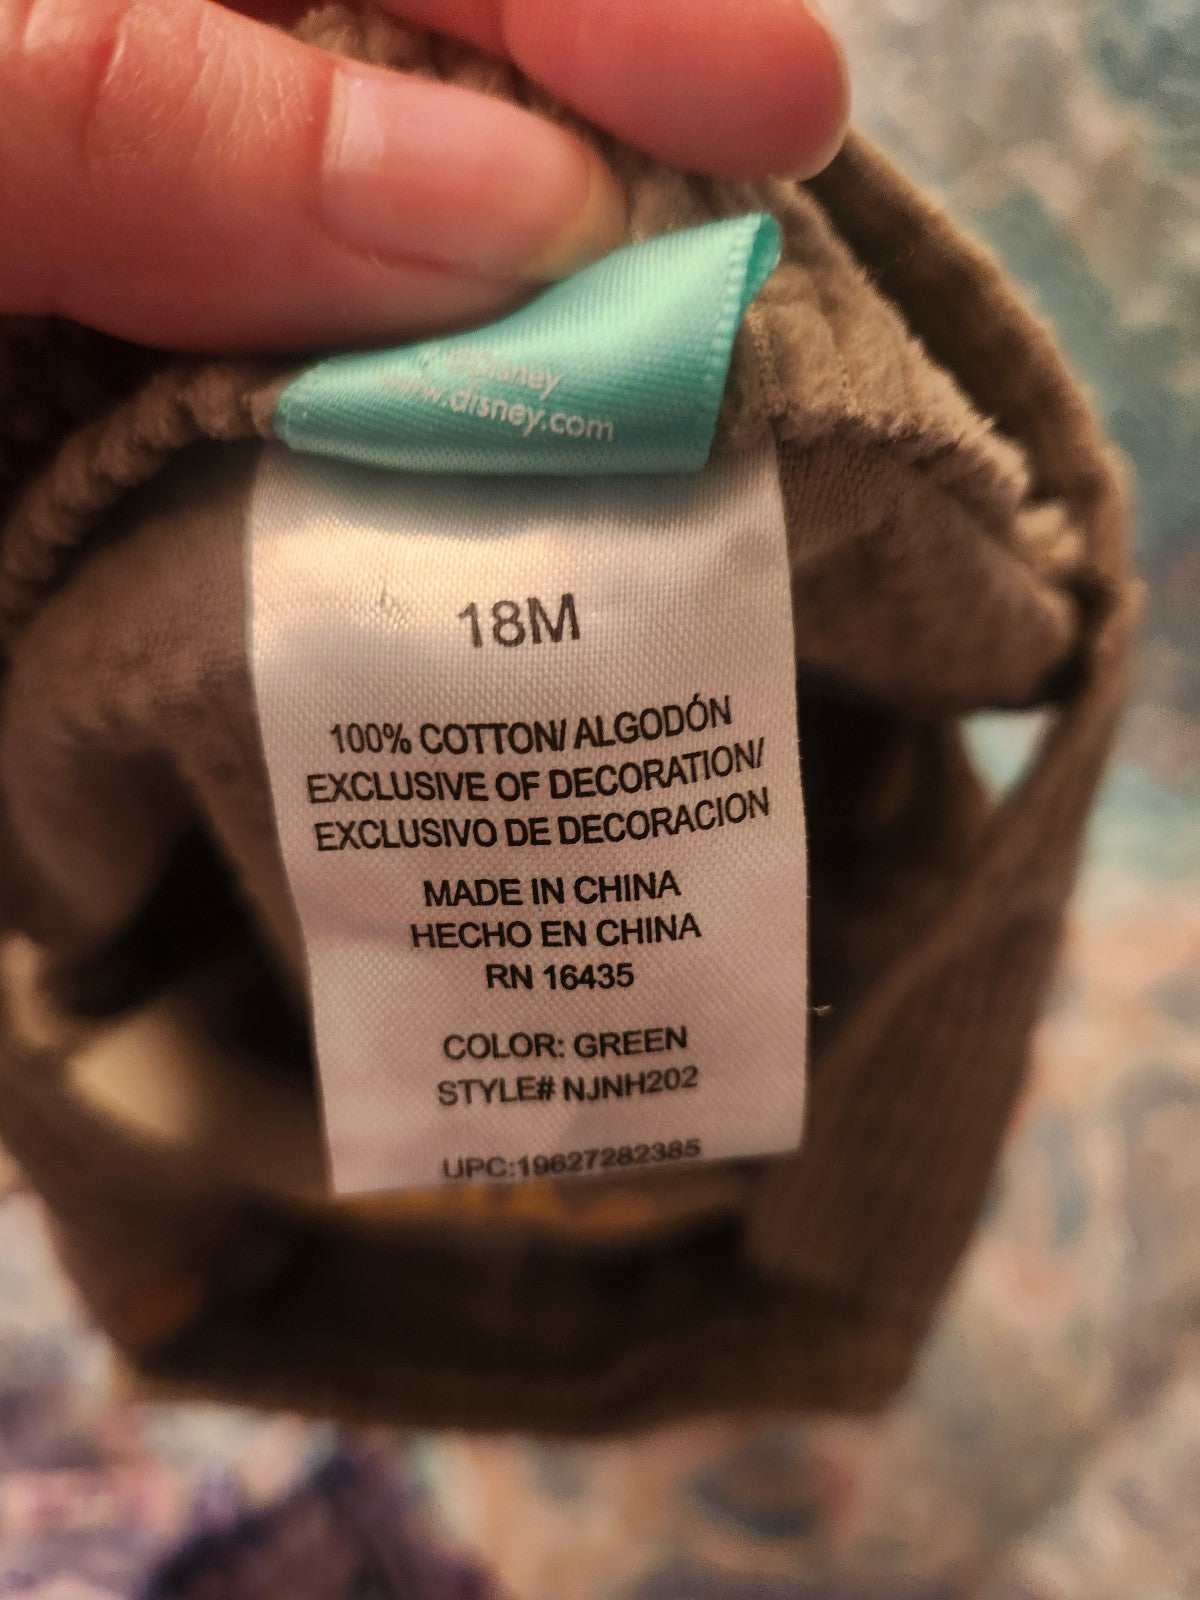 ©Disney
www.disney.com
18M
100% COTTON/ ALGODÓN
EXCLUSIVE OF DECORATION/
EXCLUSIVO DE DECORACION
MADE IN CHINA
HECHO EN CHINA
RN 16435
COLOR: GREEN
STYLE# NJNH202
UPC:19627282385